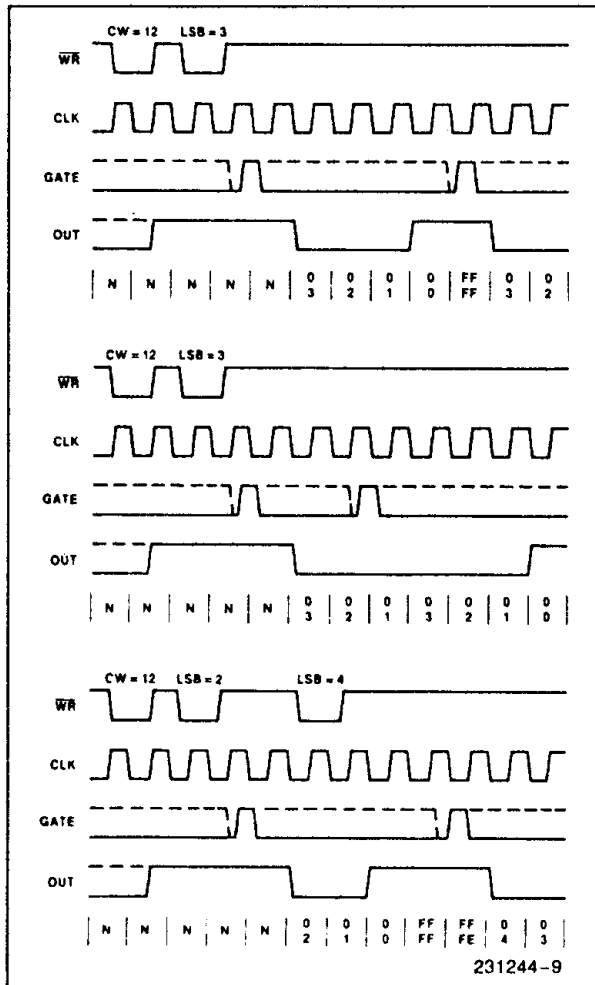 CW=12 LSB=3
WR
CLK
GATE
OUT
N N N N N 0 0 0 0 FF 0 0
3 2 1 0 FF 3 2
CW=12 LSB=3
WR
CLK
GATE
OUT
N N N N N 0 0 0 0 0 0 0
3 2 1 3 2 1 0
CW=12 LSB=2 LSB=4
WR
CLK
GATE
OUT
N N N N N 0 0 0 FF FF 0 0
2 1 0 FF FE 4 3
231244-9